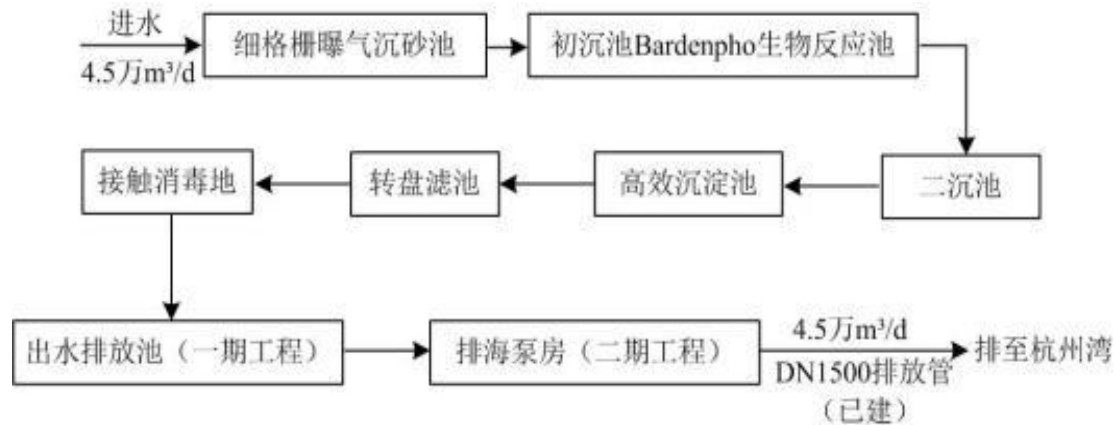 进水
4.5万m³/d
细格栅曝气沉砂池
初沉池Bardenpho生物反应池
二沉池
高效沉淀池
转盘滤池
接触消毒地
出水排放池（一期工程）
排海泵房（二期工程）
4.5万m³/d
DN1500排放管
（已建）
排至杭州湾